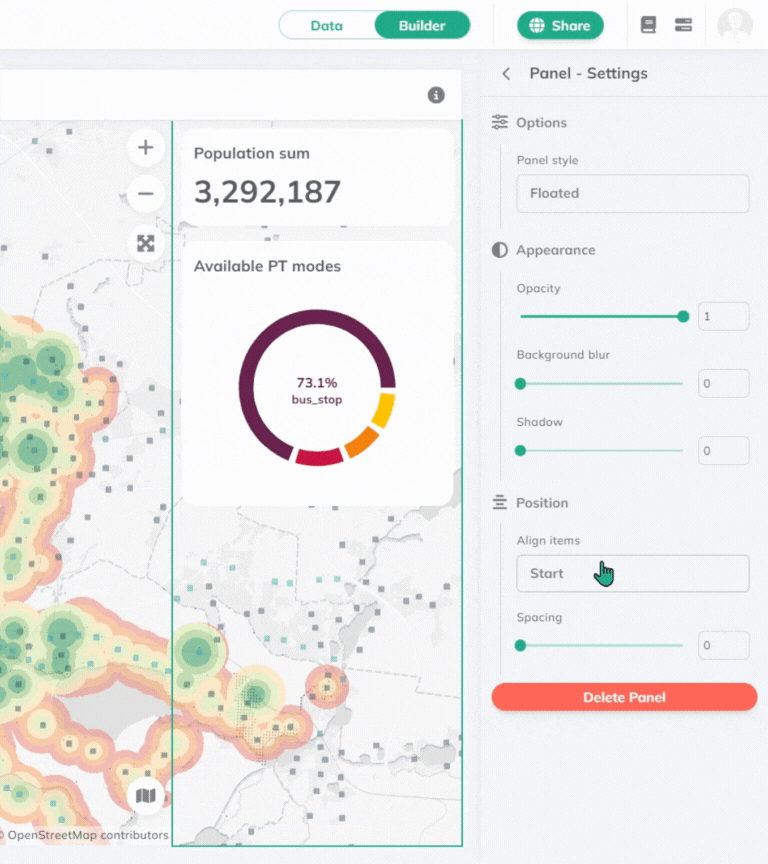 Data
Builder
Share
Panel - Settings
Options
Panel style
Floated
Appearance
Opacity
1
Background blur
0
Shadow
0
Position
Align items
Start
Spacing
0
Delete Panel
Population sum
3,292,187
Available PT modes
73.1%
bus_stop
© OpenStreetMap contributors